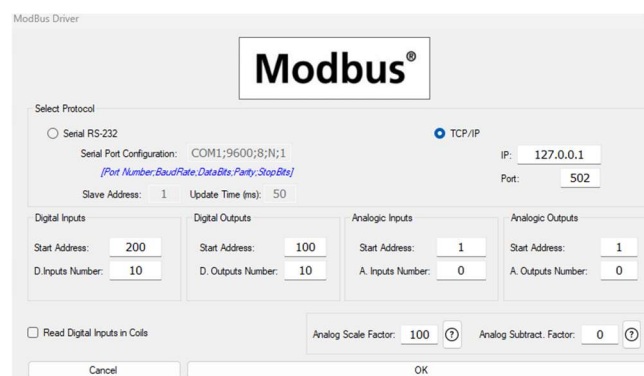 ModBus Driver
Modbus®
Select Protocol
Serial RS-232
TCP/IP
Serial Port Configuration: COM1;9600;8;N;1
IP: 127.0.0.1
[Port Number;BaudRate;DataBits;Parity;StopBits]
Port: 502
Slave Address: 1 Update Time (ms): 50
Digital Inputs
Start Address: 200
D.Inputs Number: 10
Digital Outputs
Start Address: 100
D. Outputs Number: 10
Analogic Inputs
Start Address: 1
A. Inputs Number: 0
Analogic Outputs
Start Address: 1
A. Outputs Number: 0
Read Digital Inputs in Coils
Analog Scale Factor: 100 ? Analog Subtract. Factor: 0 ?
Cancel
OK